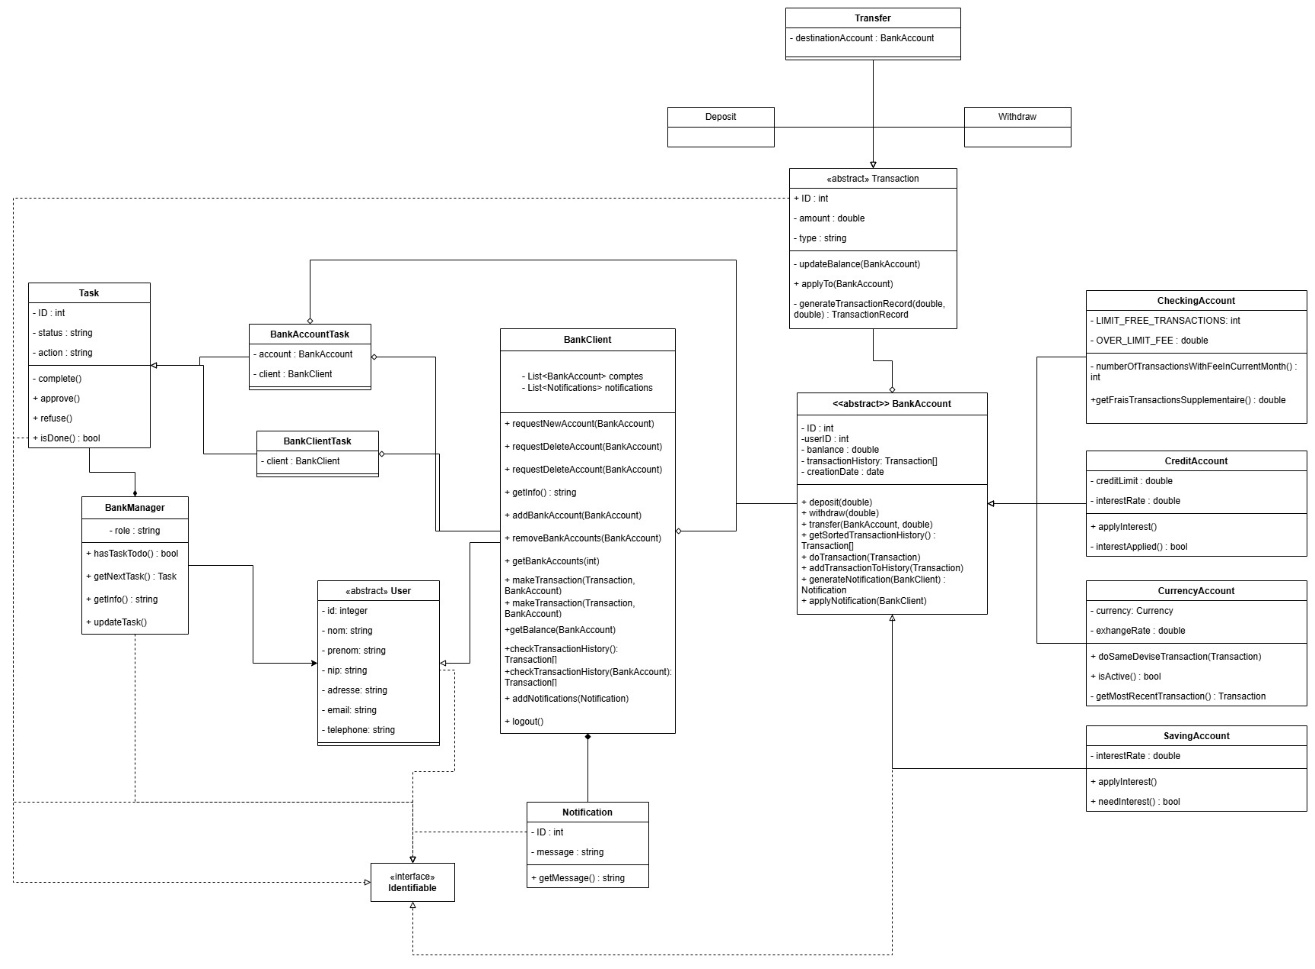 Transfer
- destinationAccount : BankAccount
Deposit
Withdraw
«abstract» Transaction
+ ID : int
- amount : double
- type : string
- updateBalance(BankAccount)
+ applyTo(BankAccount)
- generateTransactionRecord(double,
double) : TransactionRecord
Task
- ID : int
- status : string
- action : string
- complete()
+ approve()
+ refuse()
+ isDone() : bool
BankAccountTask
- account : BankAccount
- client : BankClient
BankClientTask
- client : BankClient
BankManager
- role : string
+ hasTaskTodo() : bool
+ getNextTask() : Task
+ getInfo() : string
+ updateTask()
«abstract» User
- id: integer
- nom: string
- prenom: string
- nip: string
- adresse: string
- email: string
- telephone: string
BankClient
- List<BankAccount> comptes
- List<Notifications> notifications
+ requestNewAccount(BankAccount)
+ requestDeleteAccount(BankAccount)
+ requestDeleteAccount(BankAccount)
+ getInfo() : string
+ addBankAccount(BankAccount)
+ removeBankAccounts(BankAccount)
+ getBankAccounts(int)
+ makeTransaction(Transaction,
BankAccount)
+ makeTransaction(Transaction,
BankAccount)
+getBalance(BankAccount)
+checkTransactionHistory():
Transaction[]
+checkTransactionHistory(BankAccount):
Transaction[]
+ addNotifications(Notification)
+ logout()
<<abstract>> BankAccount
- ID : int
-userID : int
- banlance : double
- transactionHistory: Transaction[]
- creationDate : date
+ deposit(double)
+ withdraw(double)
+ transfer(BankAccount, double)
+ getSortedTransactionHistory() :
Transaction[]
+ doTransaction(Transaction)
+ addTransactionToHistory(Transaction)
+ generateNotification(BankClient) :
Notification
+ applyNotification(BankClient)
CheckingAccount
- LIMIT_FREE_TRANSACTIONS: int
- OVER_LIMIT_FEE : double
- numberOfTransactionsWithFeeInCurrentMonth() :
int
+getFraisTransactionsSupplementaire() : double
CreditAccount
- creditLimit : double
- interestRate : double
+ applyInterest()
- interestApplied() : bool
CurrencyAccount
- currency: Currency
- exhangeRate : double
+ doSameDeviseTransaction(Transaction)
+ isActive() : bool
- getMostRecentTransaction() : Transaction
SavingAccount
- interestRate : double
+ applyInterest()
+ needInterest() : bool
Notification
- ID : int
- message : string
+ getMessage() : string
«interface»
Identifiable